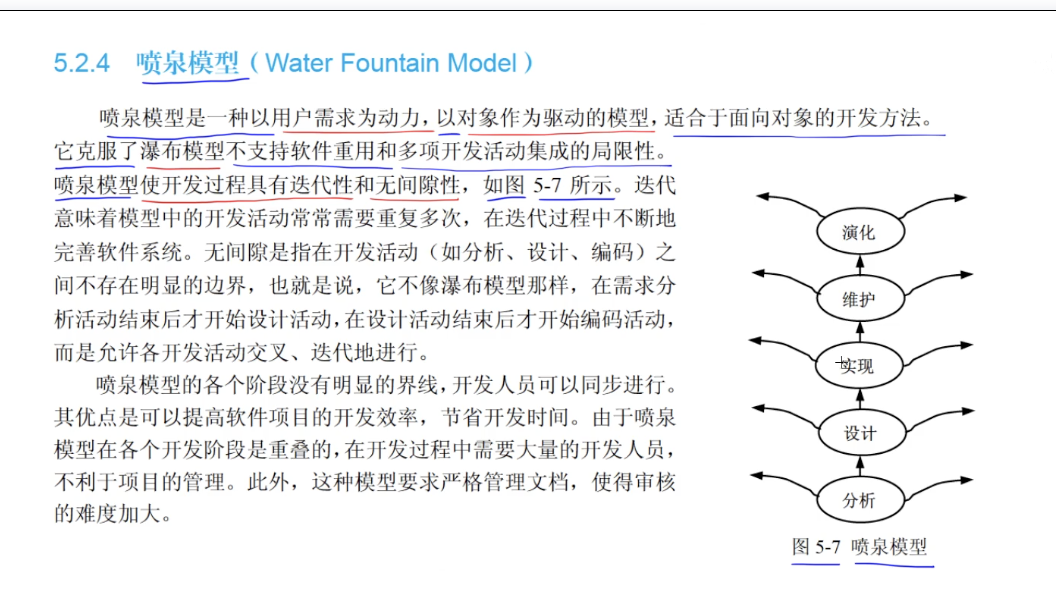 5.2.4 喷泉模型（Water Fountain Model）
喷泉模型是一种以用户需求为动力，以对象作为驱动的模型，适合于面向对象的开发方法。
它克服了瀑布模型不支持软件重用和多项开发活动集成的局限性。
喷泉模型使开发过程具有迭代性和无间隙性，如图 5-7 所示。迭代
意味着模型中的开发活动常常需要重复多次，在迭代过程中不断地
完善软件系统。无间隙是指在开发活动（如分析、设计、编码）之
间不存在明显的边界，也就是说，它不像瀑布模型那样，在需求分
析活动结束后才开始设计活动，在设计活动结束后才开始编码活动，
而是允许各开发活动交叉、迭代地进行。
喷泉模型的各个阶段没有明显的界线，开发人员可以同步进行。
其优点是可以提高软件项目的开发效率，节省开发时间。由于喷泉
模型在各个开发阶段是重叠的，在开发过程中需要大量的开发人员，
不利于项目的管理。此外，这种模型要求严格管理文档，使得审核
的难度加大。
演化
维护
实现
设计
分析
图 5-7 喷泉模型